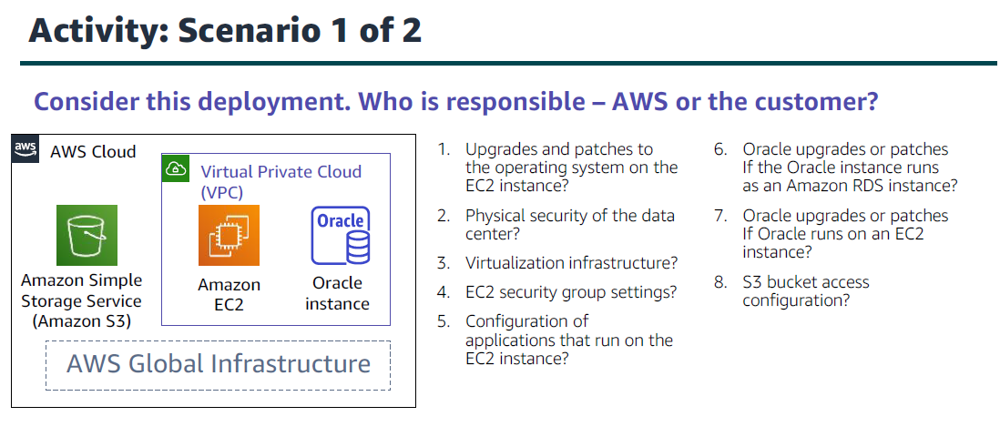 Activity: Scenario 1 of 2
Consider this deployment. Who is responsible – AWS or the customer?
aws
AWS Cloud
Virtual Private Cloud
(VPC)
Oracle
Amazon Simple
Storage Service
(Amazon S3)
Amazon
EC2
Oracle
instance
AWS Global Infrastructure
1. Upgrades and patches to
the operating system on the
EC2 instance?
2. Physical security of the data
center?
3. Virtualization infrastructure?
4. EC2 security group settings?
5. Configuration of
applications that run on the
EC2 instance?
6. Oracle upgrades or patches
If the Oracle instance runs
as an Amazon RDS instance?
7. Oracle upgrades or patches
If Oracle runs on an EC2
instance?
8. S3 bucket access
configuration?